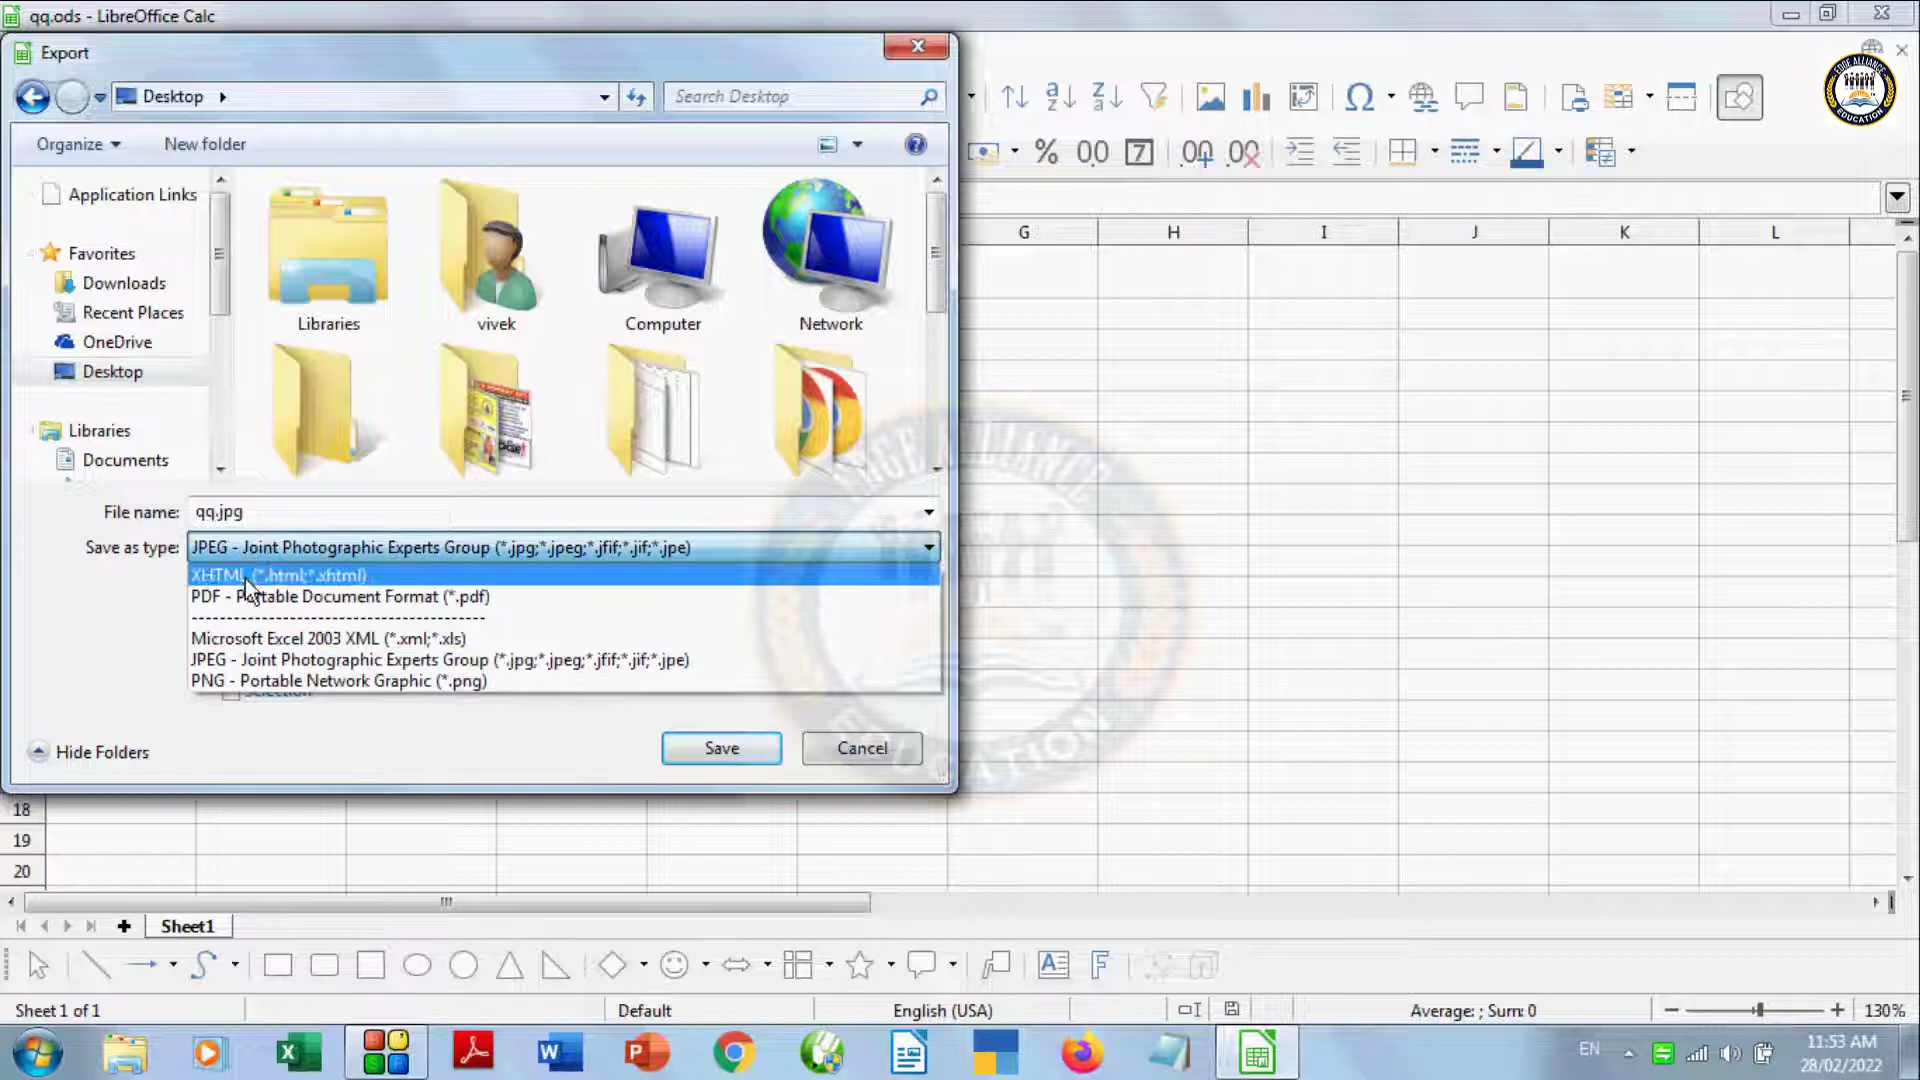 qq.ods - LibreOffice Calc
Export
Desktop
Search Desktop
Organize
New folder
Application Links
Favorites
Downloads
Recent Places
OneDrive
Desktop
Libraries
Documents
Libraries
vivek
Computer
Network
File name: qq.jpg
Save as type: JPEG - Joint Photographic Experts Group (*.jpg;*.jpeg;*.jfif;*.jif;*.jpe)
XHTML (*.html;*.xhtml)
PDF - Portable Document Format (*.pdf)
----------------------------------------
Microsoft Excel 2003 XML (*.xml;*.xls)
JPEG - Joint Photographic Experts Group (*.jpg;*.jpeg;*.jfif;*.jif;*.jpe)
PNG - Portable Network Graphic (*.png)
Selection
Hide Folders
Save
Cancel
EDGE ALLIANCE
EDUCATION
G H I J K L
18
19
20
Sheet1
Sheet 1 of 1
Default
English (USA)
Average: ; Sum: 0
130%
EN
11:53 AM
28/02/2022